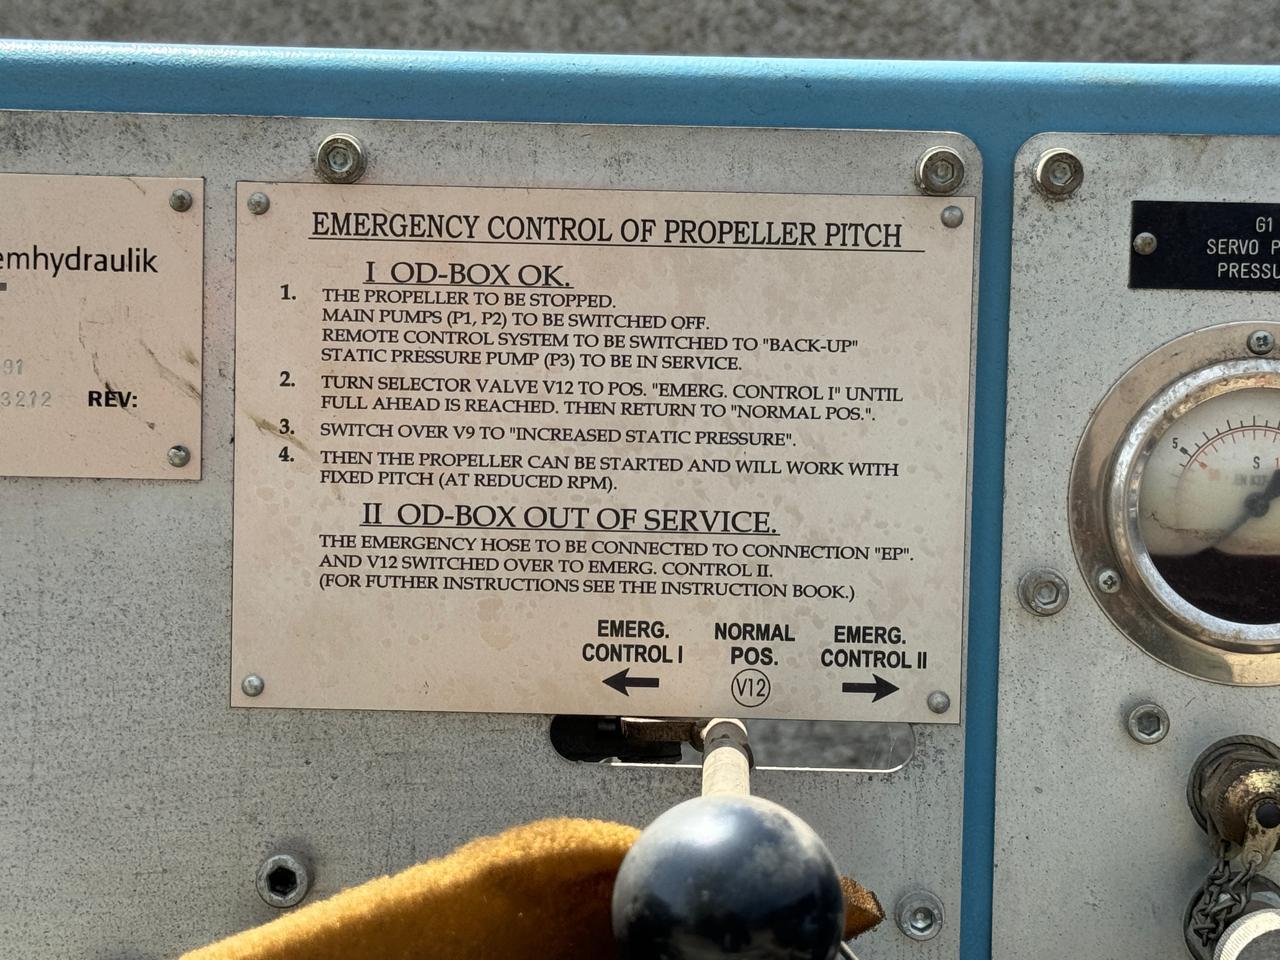 EMERGENCY CONTROL OF PROPELLER PITCH
I OD-BOX OK.
1. THE PROPELLER TO BE STOPPED.
MAIN PUMPS (P1, P2) TO BE SWITCHED OFF.
REMOTE CONTROL SYSTEM TO BE SWITCHED TO "BACK-UP"
STATIC PRESSURE PUMP (P3) TO BE IN SERVICE.
2. TURN SELECTOR VALVE V12 TO POS. "EMERG. CONTROL I" UNTIL
FULL AHEAD IS REACHED. THEN RETURN TO "NORMAL POS.".
3. SWITCH OVER V9 TO "INCREASED STATIC PRESSURE".
4. THEN THE PROPELLER CAN BE STARTED AND WILL WORK WITH
FIXED PITCH (AT REDUCED RPM).
II OD-BOX OUT OF SERVICE.
THE EMERGENCY HOSE TO BE CONNECTED TO CONNECTION "EP".
AND V12 SWITCHED OVER TO EMERG. CONTROL II.
(FOR FUTHER INSTRUCTIONS SEE THE INSTRUCTION BOOK.)
EMERG. CONTROL I
NORMAL POS.
EMERG. CONTROL II
V12
emhydraulik
91
3212 REV:
G1
SERVO P
PRESSU
5
S